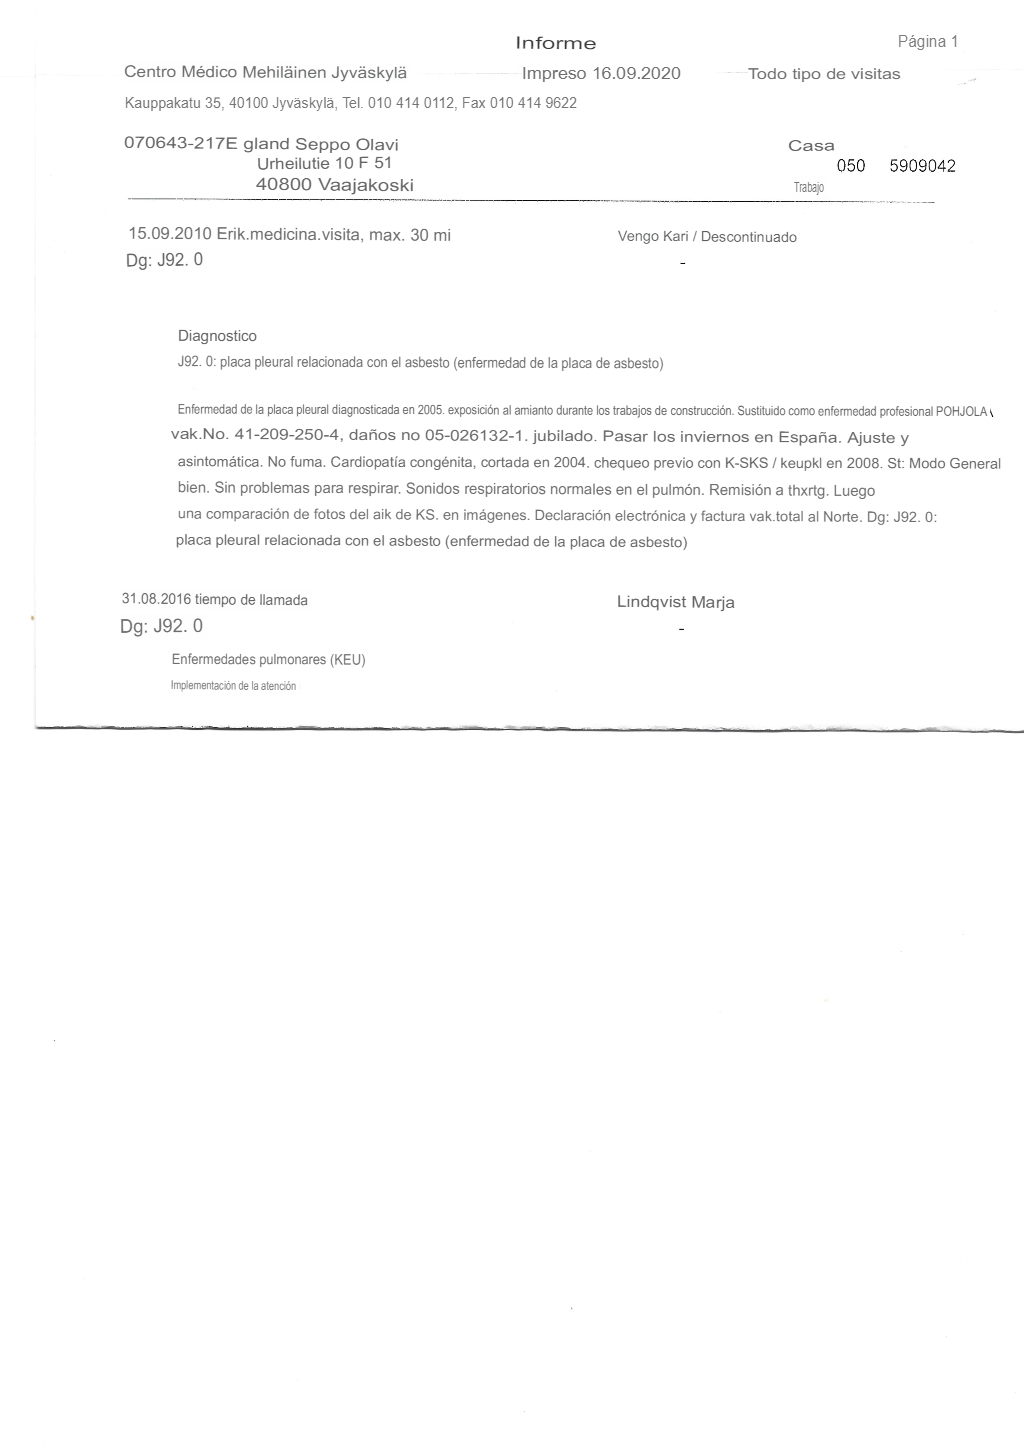 Informe
Página 1
Centro Médico Mehiläinen Jyväskylä Impreso 16.09.2020 Todo tipo de visitas
Kauppakatu 35, 40100 Jyväskylä, Tel. 010 414 0112, Fax 010 414 9622
070643-217E gland Seppo Olavi Casa
Urheilutie 10 F 51 050 5909042
40800 Vaajakoski Trabajo
15.09.2010 Erik.medicina.visita, max. 30 mi Vengo Kari / Descontinuado
Dg: J92. 0 -
Diagnostico
J92. 0: placa pleural relacionada con el asbesto (enfermedad de la placa de asbesto)
Enfermedad de la placa pleural diagnosticada en 2005. exposición al amianto durante los trabajos de construcción. Sustituido como enfermedad profesional POHJOLA \
vak.No. 41-209-250-4, daños no 05-026132-1. jubilado. Pasar los inviernos en España. Ajuste y
asintomática. No fuma. Cardiopatía congénita, cortada en 2004. chequeo previo con K-SKS / keupkl en 2008. St: Modo General
bien. Sin problemas para respirar. Sonidos respiratorios normales en el pulmón. Remisión a thxrtg. Luego
una comparación de fotos del aik de KS. en imágenes. Declaración electrónica y factura vak.total al Norte. Dg: J92. 0:
placa pleural relacionada con el asbesto (enfermedad de la placa de asbesto)
31.08.2016 tiempo de llamada Lindqvist Marja
Dg: J92. 0 -
Enfermedades pulmonares (KEU)
Implementación de la atención